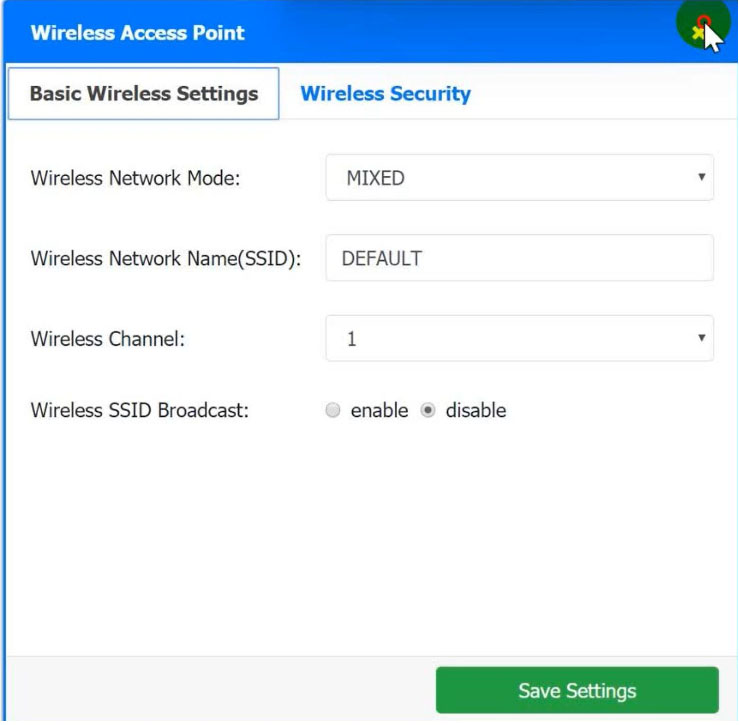 Wireless Access Point
Basic Wireless Settings Wireless Security
Wireless Network Mode: MIXED
Wireless Network Name(SSID): DEFAULT
Wireless Channel: 1
Wireless SSID Broadcast: enable disable
Save Settings